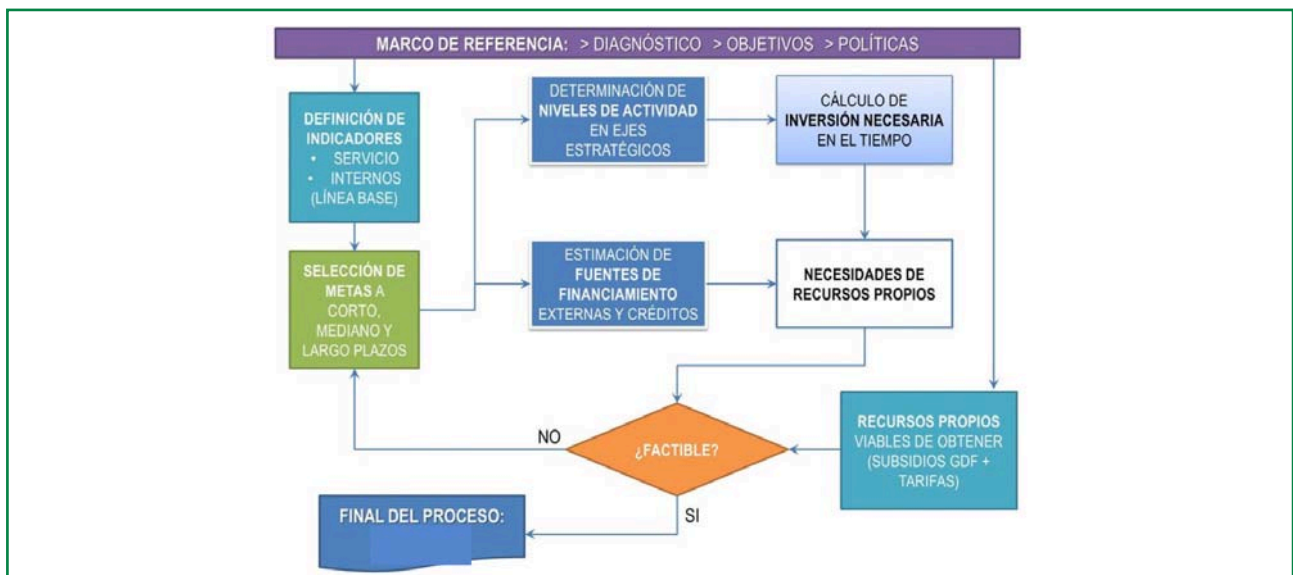 MARCO DE REFERENCIA: > DIAGNÓSTICO > OBJETIVOS > POLÍTICAS
DEFINICIÓN DE
INDICADORES
• SERVICIO
• INTERNOS
(LÍNEA BASE)
DETERMINACIÓN DE
NIVELES DE ACTIVIDAD
EN EJES
ESTRATÉGICOS
CÁLCULO DE
INVERSIÓN NECESARIA
EN EL TIEMPO
SELECCIÓN DE
METAS A
CORTO,
MEDIANO Y
LARGO PLAZOS
ESTIMACIÓN DE
FUENTES DE
FINANCIAMIENTO
EXTERNAS Y CRÉDITOS
NECESIDADES DE
RECURSOS PROPIOS
NO
¿FACTIBLE?
RECURSOS PROPIOS
VIABLES DE OBTENER
(SUBSIDIOS GDF +
TARIFAS)
SI
FINAL DEL PROCESO: